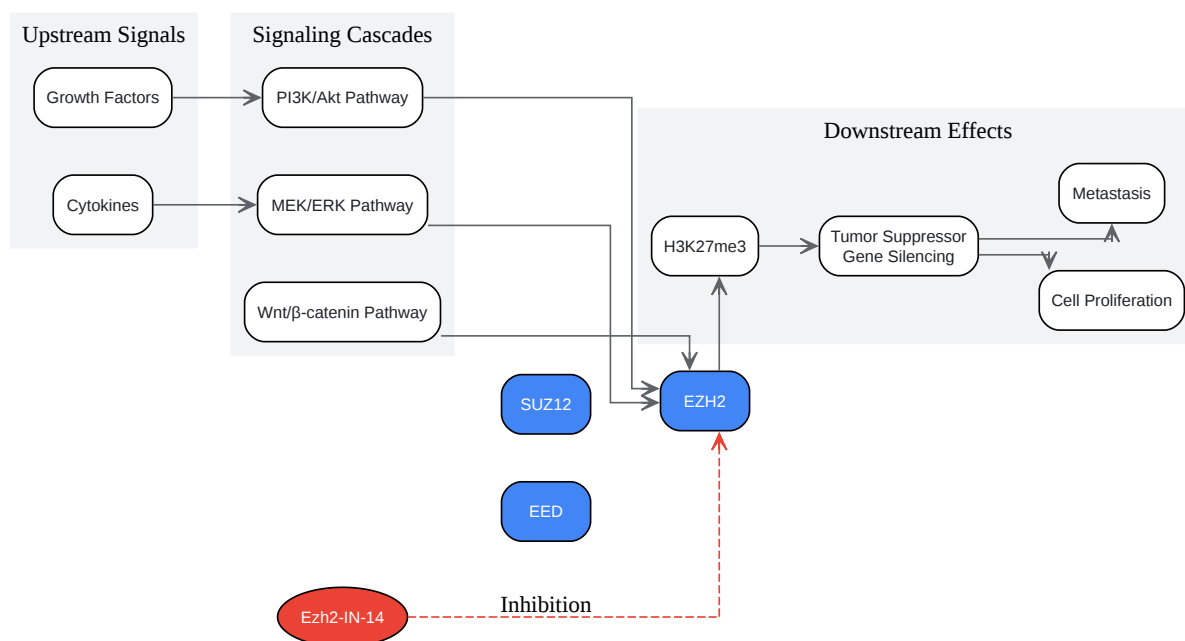 Upstream Signals
Signaling Cascades
Growth Factors
PI3K/Akt Pathway
Downstream Effects
Metastasis
Cytokines
MEK/ERK Pathway
H3K27me3
Tumor Suppressor
Gene Silencing
Cell Proliferation
Wnt/β-catenin Pathway
SUZ12
EZH2
EED
Inhibition
Ezh2-IN-14